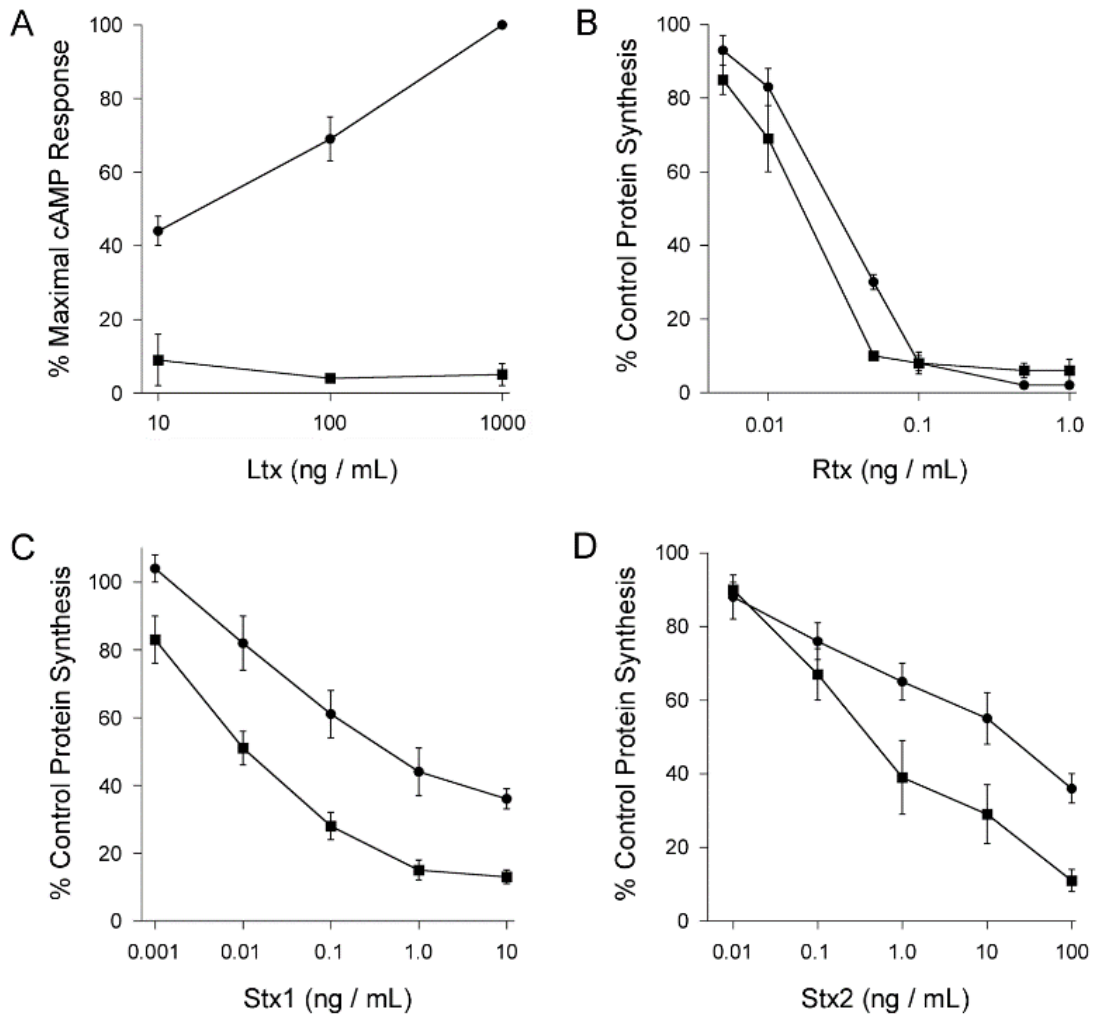 A
% Maximal cAMP Response
100
80
60
40
20
0
10 100 1000
Ltx (ng / mL)
B
% Control Protein Synthesis
100
80
60
40
20
0
0.01 0.1 1.0
Rtx (ng / mL)
C
% Control Protein Synthesis
100
80
60
40
20
0
0.001 0.01 0.1 1.0 10
Stx1 (ng / mL)
D
% Control Protein Synthesis
100
80
60
40
20
0
0.01 0.1 1.0 10 100
Stx2 (ng / mL)